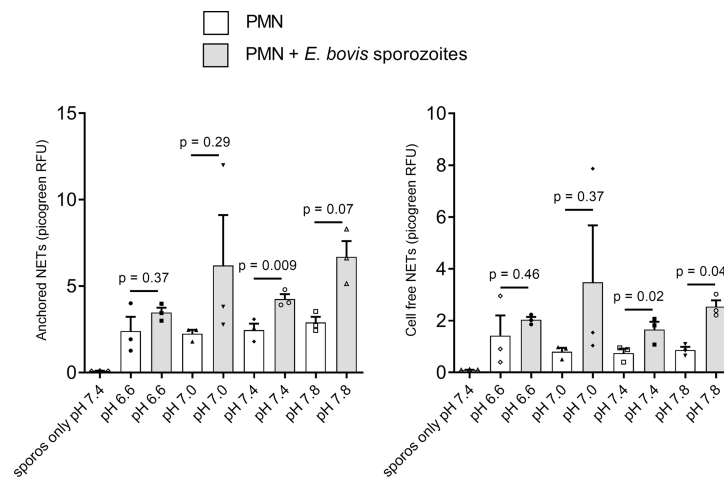 PMN
PMN + E. bovis sporozoites
Anchored NETs (picogreen RFU)
15
10
5
0
p = 0.37
p = 0.29
p = 0.009
p = 0.07
sporos only pH 7.4
pH 6.6
pH 6.6
pH 7.0
pH 7.0
pH 7.4
pH 7.4
pH 7.8
pH 7.8
Cell free NETs (picogreen RFU)
10
8
6
4
2
0
p = 0.46
p = 0.37
p = 0.02
p = 0.04
sporos only pH 7.4
pH 6.6
pH 6.6
pH 7.0
pH 7.0
pH 7.4
pH 7.4
pH 7.8
pH 7.8